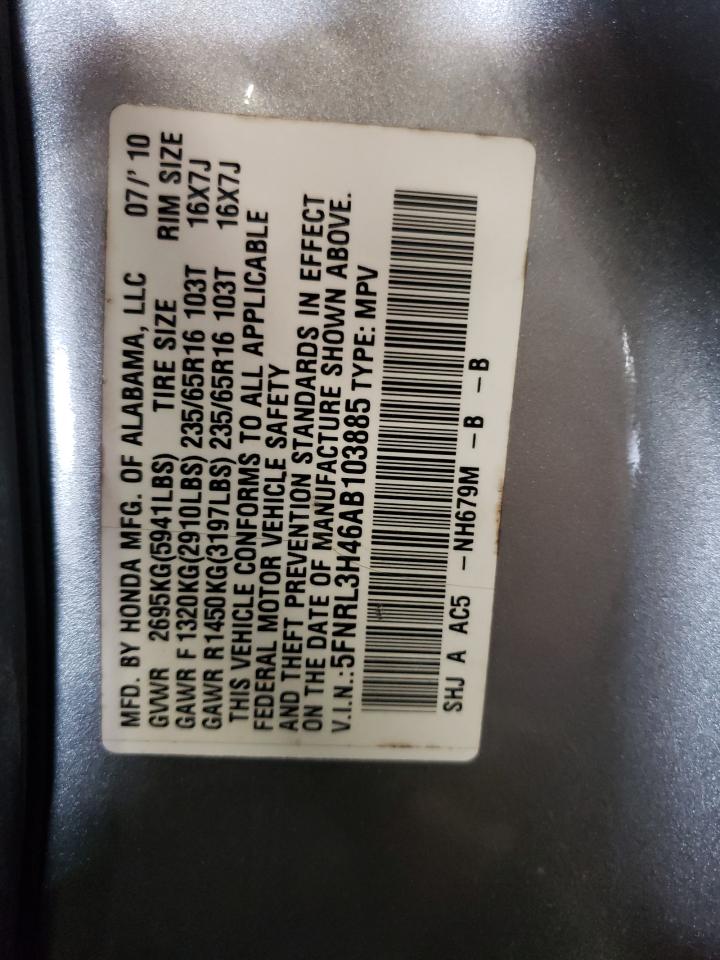 MFD. BY HONDA MFG. OF ALABAMA, LLC 07/' 10
GVWR 2695KG(5941LBS) TIRE SIZE RIM SIZE
GAWR F 1320KG(2910LBS) 235/65R16 103T 16X7J
GAWR R1450KG(3197LBS) 235/65R16 103T 16X7J
THIS VEHICLE CONFORMS TO ALL APPLICABLE
FEDERAL MOTOR VEHICLE SAFETY
AND THEFT PREVENTION STANDARDS IN EFFECT
ON THE DATE OF MANUFACTURE SHOWN ABOVE.
V.I.N.:5FNRL3H46AB103885 TYPE: MPV
SHJ A AC5 -NH679M -B -B